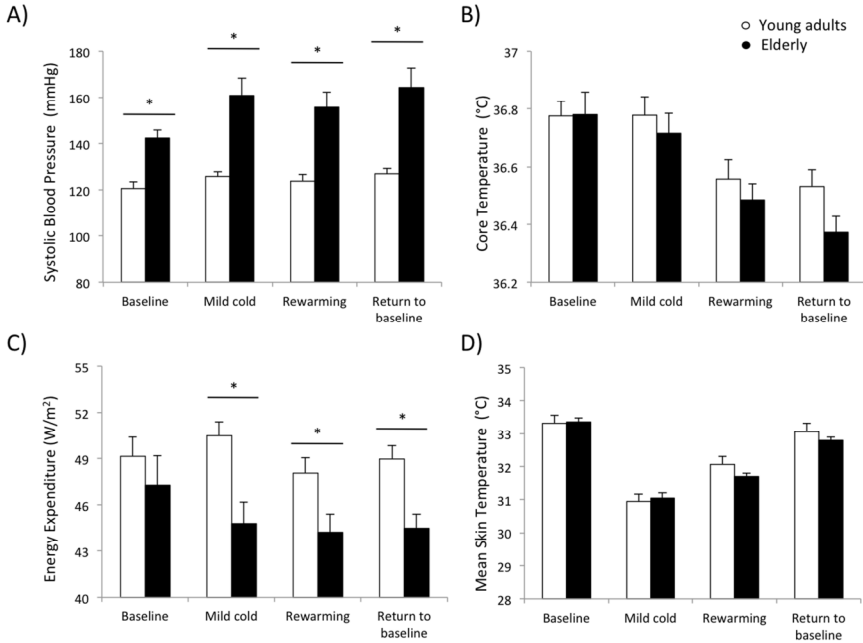 A)
Systolic Blood Pressure (mmHg)
180
160
140
120
100
80
*
*
*
*
Baseline
Mild cold
Rewarming
Return to
baseline
B)
Young adults
Elderly
Core Temperature (°C)
37
36.8
36.6
36.4
36.2
Baseline
Mild cold
Rewarming
Return to
baseline
C)
Energy Expenditure (W/m²)
55
52
49
46
43
40
*
*
*
Baseline
Mild cold
Rewarming
Return to
baseline
D)
Mean Skin Temperature (°C)
34
33
32
31
30
29
28
Baseline
Mild cold
Rewarming
Return to
baseline